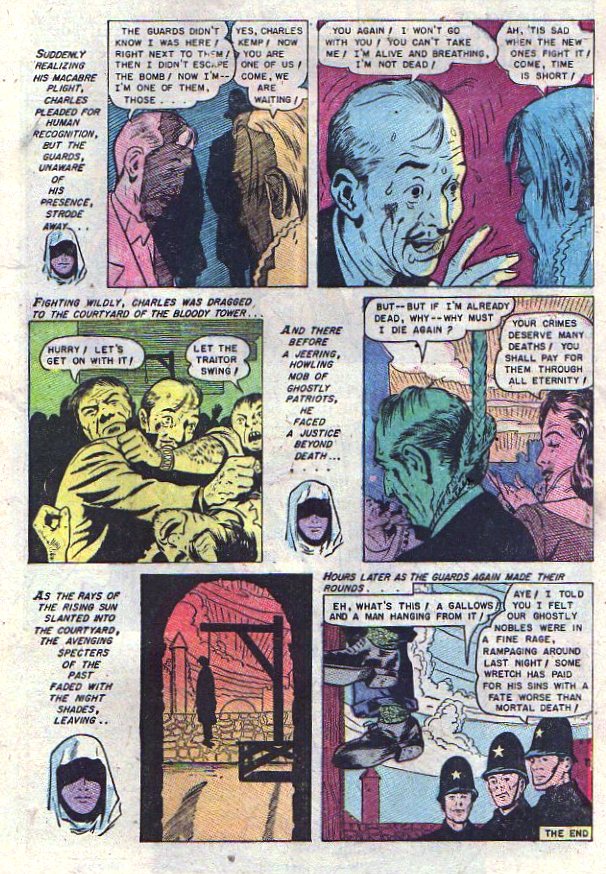 SUDDENLY
REALIZING
HIS MACABRE
PLIGHT,
CHARLES
PLEADED FOR
HUMAN
RECOGNITION,
BUT THE
GUARDS,
UNAWARE
OF
HIS
PRESENCE,
STRODE
AWAY....
THE GUARDS DIDN'T
KNOW I WAS HERE!
RIGHT NEXT TO THEM!
THEN I DIDN'T ESCAPE
THE BOMB! NOW I'M--
I'M ONE OF THEM,
THOSE....
YES, CHARLES
KEMP! NOW
YOU ARE
ONE OF US!
COME, WE
ARE
WAITING!
YOU AGAIN! I WON'T GO
WITH YOU! YOU CAN'T TAKE
ME! I'M ALIVE AND BREATHING,
I'M NOT DEAD!
AH, 'TIS SAD
WHEN THE NEW
ONES FIGHT IT!
COME, TIME
IS SHORT!
FIGHTING WILDLY, CHARLES WAS DRAGGED
TO THE COURTYARD OF THE BLOODY TOWER...
HURRY! LET'S
GET ON WITH IT!
LET THE
TRAITOR
SWING!
AND THERE
BEFORE
A JEERING,
HOWLING
MOB OF
GHOSTLY
PATRIOTS,
HE
FACED
A JUSTICE
BEYOND
DEATH...
....
BUT--BUT IF I'M ALREADY
DEAD, WHY--WHY MUST
I DIE AGAIN?
YOUR CRIMES
DESERVE MANY
DEATHS! YOU
SHALL PAY FOR
THEM THROUGH
ALL ETERNITY!
AS THE RAYS OF
THE RISING SUN
SLANTED INTO
THE COURTYARD,
THE AVENGING
SPECTERS
OF THE
PAST
FADED WITH
THE NIGHT
SHADES,
LEAVING..
HOURS LATER AS THE GUARDS AGAIN MADE THEIR
ROUNDS....
EH, WHAT'S THIS! A GALLOWS
AND A MAN HANGING FROM IT!
AYE! I TOLD
YOU I FELT
OUR GHOSTLY
NOBLES WERE IN
A FINE RAGE,
RAMPAGING AROUND
LAST NIGHT! SOME
WRETCH HAS PAID
FOR HIS SINS WITH A
FATE WORSE THAN
MORTAL DEATH!
THE END